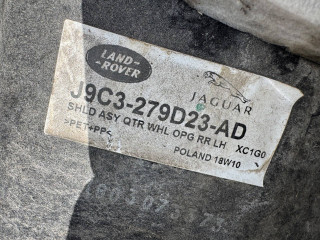 LAND-
ROVER
JAGUAR
J9C3-279D23-AD
SHLD ASY QTR WHL OPG RR LH XC1G0
>PET+PP<
POLAND 18W10